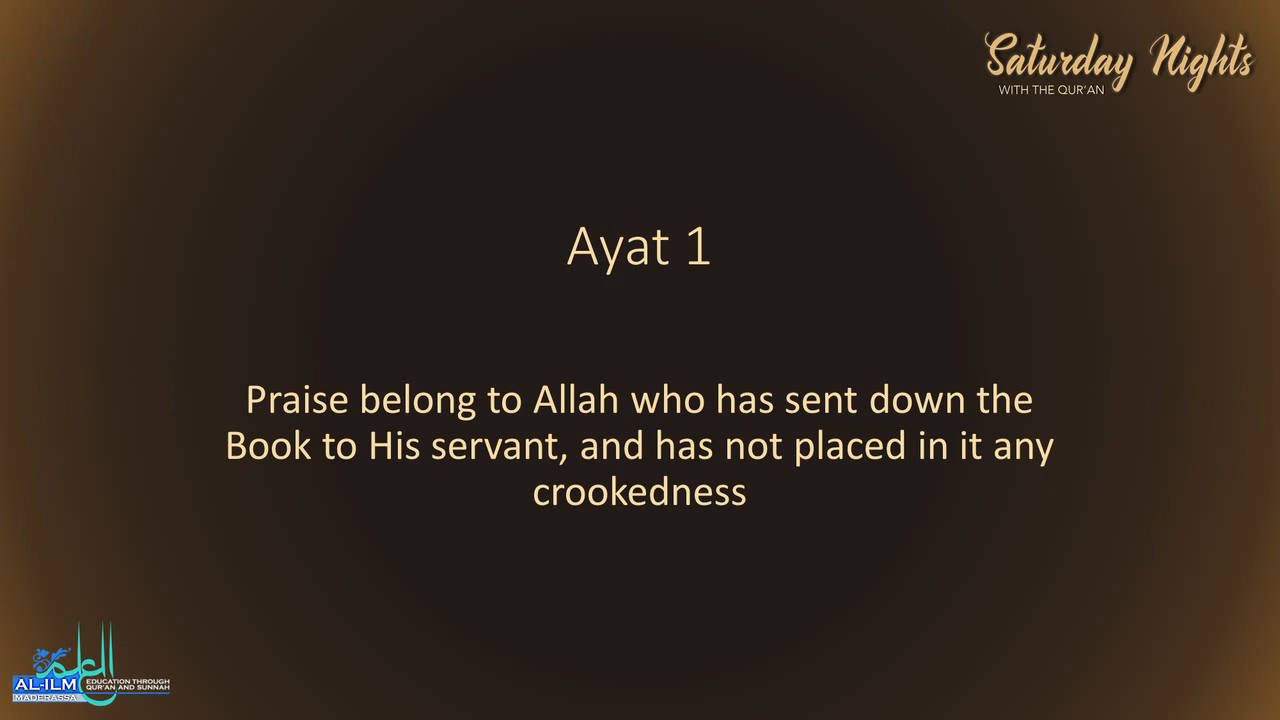 Saturday Nights
WITH THE QUR'AN
Ayat 1
Praise belong to Allah who has sent down the
Book to His servant, and has not placed in it any
crookedness
العلم
AL-ILM
MADERASSA
EDUCATION THROUGH
QUR'AN AND SUNNAH